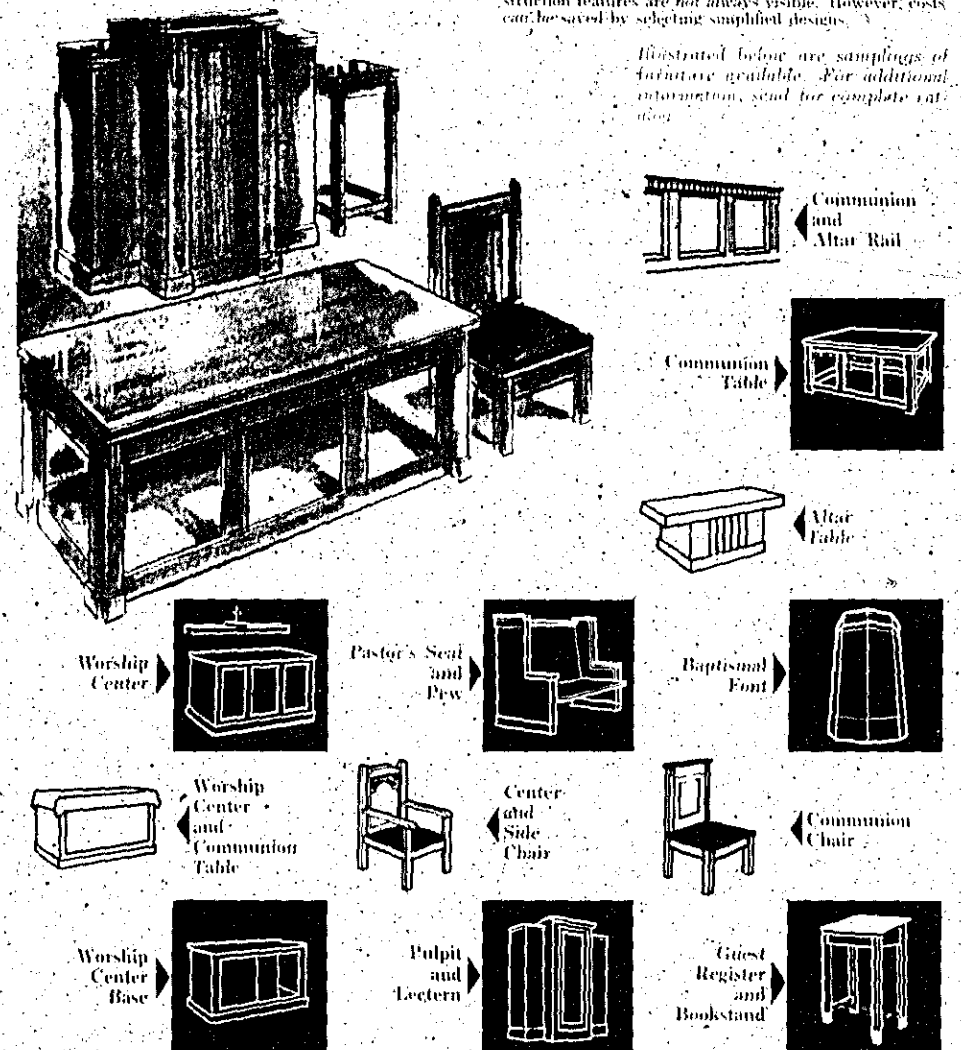 struction features are not always visible. However, costs
can be saved by selecting simplified designs.
Illustrated below are samplings of
furniture available. For additional
information, send for complete cat-
alog
Communion
and
Altar Rail
Communion
Table
Altar
Table
Worship
Center
Pastor's Seat
and
Pew
Baptismal
Font
Worship
Center
and
Communion
Table
Center
and
Side
Chair
Communion
Chair
Worship
Center
Base
Pulpit
and
Lectern
Guest
Register
and
Bookstand